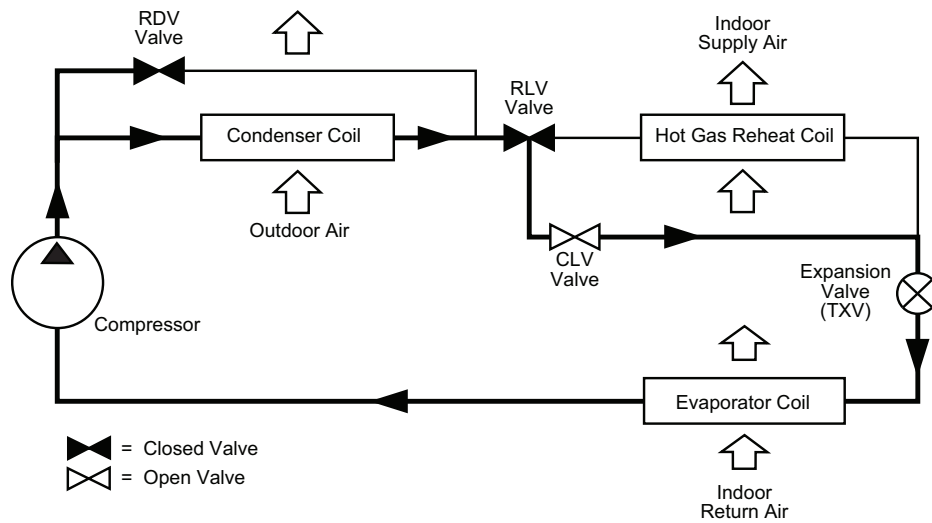 RDV
Valve
Indoor
Supply Air
RLV
Valve
Condenser Coil
Hot Gas Reheat Coil
Outdoor Air
CLV
Valve
Expansion
Valve
(TXV)
Compressor
Evaporator Coil
= Closed Valve
= Open Valve
Indoor
Return Air